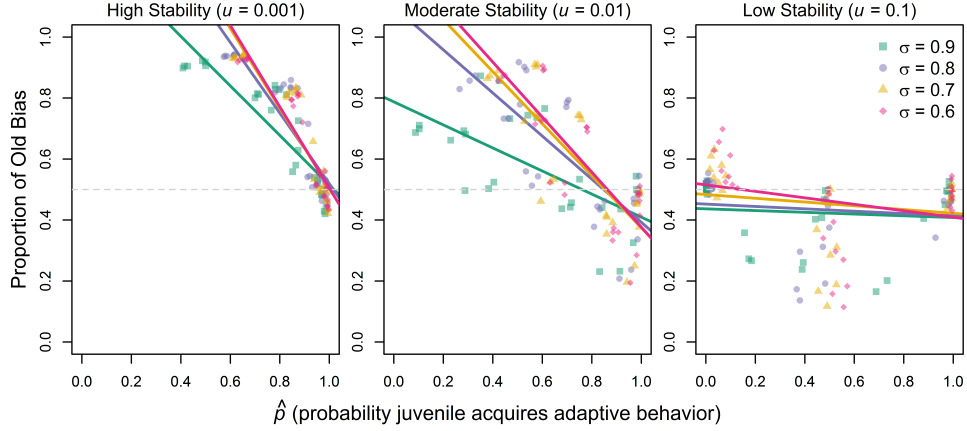 High Stability (u = 0.001)
Moderate Stability (u = 0.01)
Low Stability (u = 0.1)
Proportion of Old Bias
1.0
0.8
0.6
0.4
0.2
0.0
1.0
0.8
0.6
0.4
0.2
0.0
1.0
0.8
0.6
0.4
0.2
0.0
σ = 0.9
σ = 0.8
σ = 0.7
σ = 0.6
0.0 0.2 0.4 0.6 0.8 1.0
0.0 0.2 0.4 0.6 0.8 1.0
0.0 0.2 0.4 0.6 0.8 1.0
p̂ (probability juvenile acquires adaptive behavior)